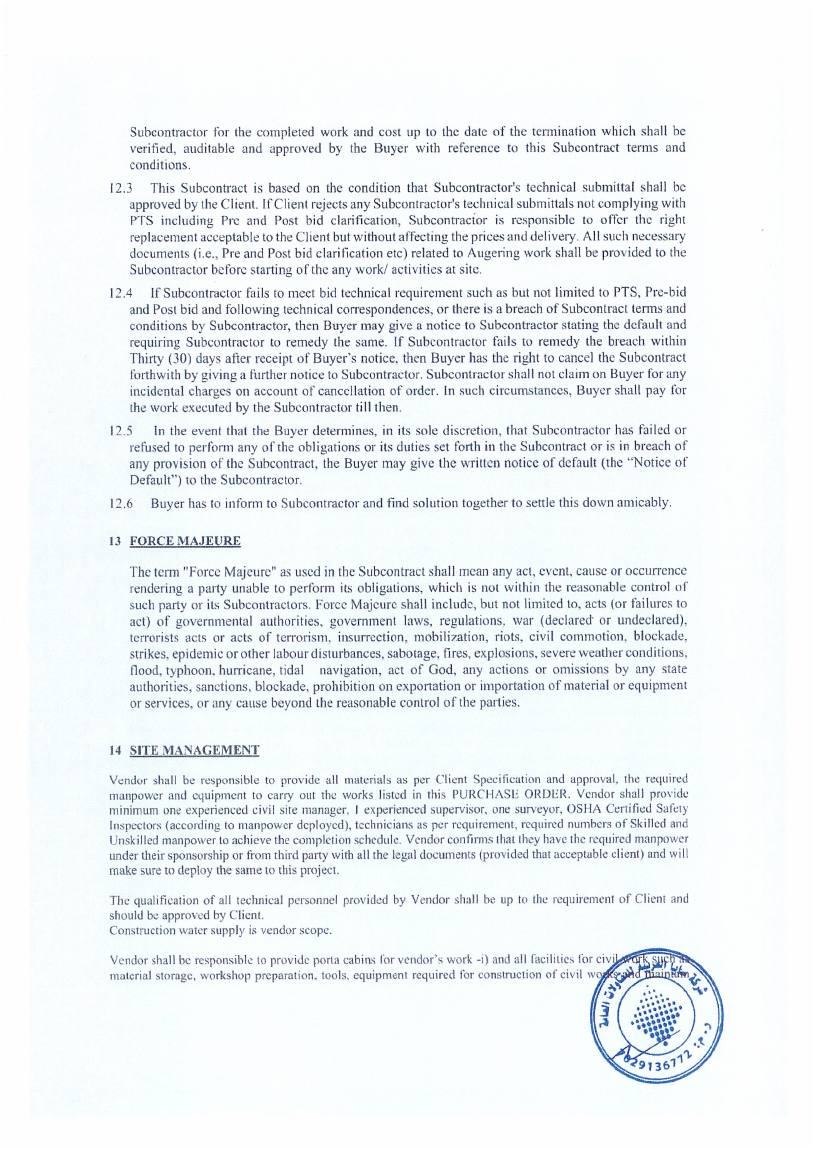 Subcontractor for the completed work and cost up to the date of the termination which shall be
verified, auditable and approved by the Buyer with reference to this Subcontract terms and
conditions.
12.3 This Subcontract is based on the condition that Subcontractor's technical submittal shall be
approved by the Client. If Client rejects any Subcontractor's technical submittals not complying with
PTS including Pre and Post bid clarification, Subcontractor is responsible to offer the right
replacement acceptable to the Client but without affecting the prices and delivery. All such necessary
documents (i.e., Pre and Post bid clarification etc) related to Augering work shall be provided to the
Subcontractor before starting of the any work/ activities at site.
12.4 If Subcontractor fails to meet bid technical requirement such as but not limited to PTS, Pre-bid
and Post bid and following technical correspondences, or there is a breach of Subcontract terms and
conditions by Subcontractor, then Buyer may give a notice to Subcontractor stating the default and
requiring Subcontractor to remedy the same. If Subcontractor fails to remedy the breach within
Thirty (30) days after receipt of Buyer's notice, then Buyer has the right to cancel the Subcontract
forthwith by giving a further notice to Subcontractor. Subcontractor shall not claim on Buyer for any
incidental charges on account of cancellation of order. In such circumstances, Buyer shall pay for
the work executed by the Subcontractor till then.
12.5 In the event that the Buyer determines, in its sole discretion, that Subcontractor has failed or
refused to perform any of the obligations or its duties set forth in the Subcontract or is in breach of
any provision of the Subcontract, the Buyer may give the written notice of default (the “Notice of
Default”) to the Subcontractor.
12.6 Buyer has to inform to Subcontractor and find solution together to settle this down amicably.
13 FORCE MAJEURE
The term "Force Majeure" as used in the Subcontract shall mean any act, event, cause or occurrence
rendering a party unable to perform its obligations, which is not within the reasonable control of
such party or its Subcontractors. Force Majeure shall include, but not limited to, acts (or failures to
act) of governmental authorities, government laws, regulations, war (declared or undeclared),
terrorists acts or acts of terrorism, insurrection, mobilization, riots, civil commotion, blockade,
strikes, epidemic or other labour disturbances, sabotage, fires, explosions, severe weather conditions,
flood, typhoon, hurricane, tidal navigation, act of God, any actions or omissions by any state
authorities, sanctions, blockade, prohibition on exportation or importation of material or equipment
or services, or any cause beyond the reasonable control of the parties.
14 SITE MANAGEMENT
Vendor shall be responsible to provide all materials as per Client Specification and approval, the required
manpower and equipment to carry out the works listed in this PURCHASE ORDER. Vendor shall provide
minimum one experienced civil site manager, 1 experienced supervisor, one surveyor, OSHA Certified Safety
Inspectors (according to manpower deployed), technicians as per requirement, required numbers of Skilled and
Unskilled manpower to achieve the completion schedule. Vendor confirms that they have the required manpower
under their sponsorship or from third party with all the legal documents (provided that acceptable client) and will
make sure to deploy the same to this project.
The qualification of all technical personnel provided by Vendor shall be up to the requirement of Client and
should be approved by Client.
Construction water supply is vendor scope.
Vendor shall be responsible to provide porta cabins for vendor's work -i) and all facilities for civil work such as
material storage, workshop preparation, tools, equipment required for construction of civil works and maintain
شركة
العامة
29136772